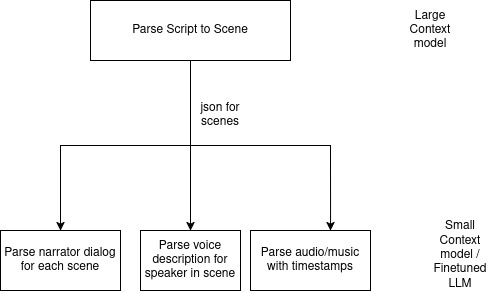 Parse Script to Scene
Large
Context
model
json for
scenes
Parse narrator dialog
for each scene
Parse voice
description for
speaker in scene
Parse audio/music
with timestamps
Small
Context
model /
Finetuned
LLM